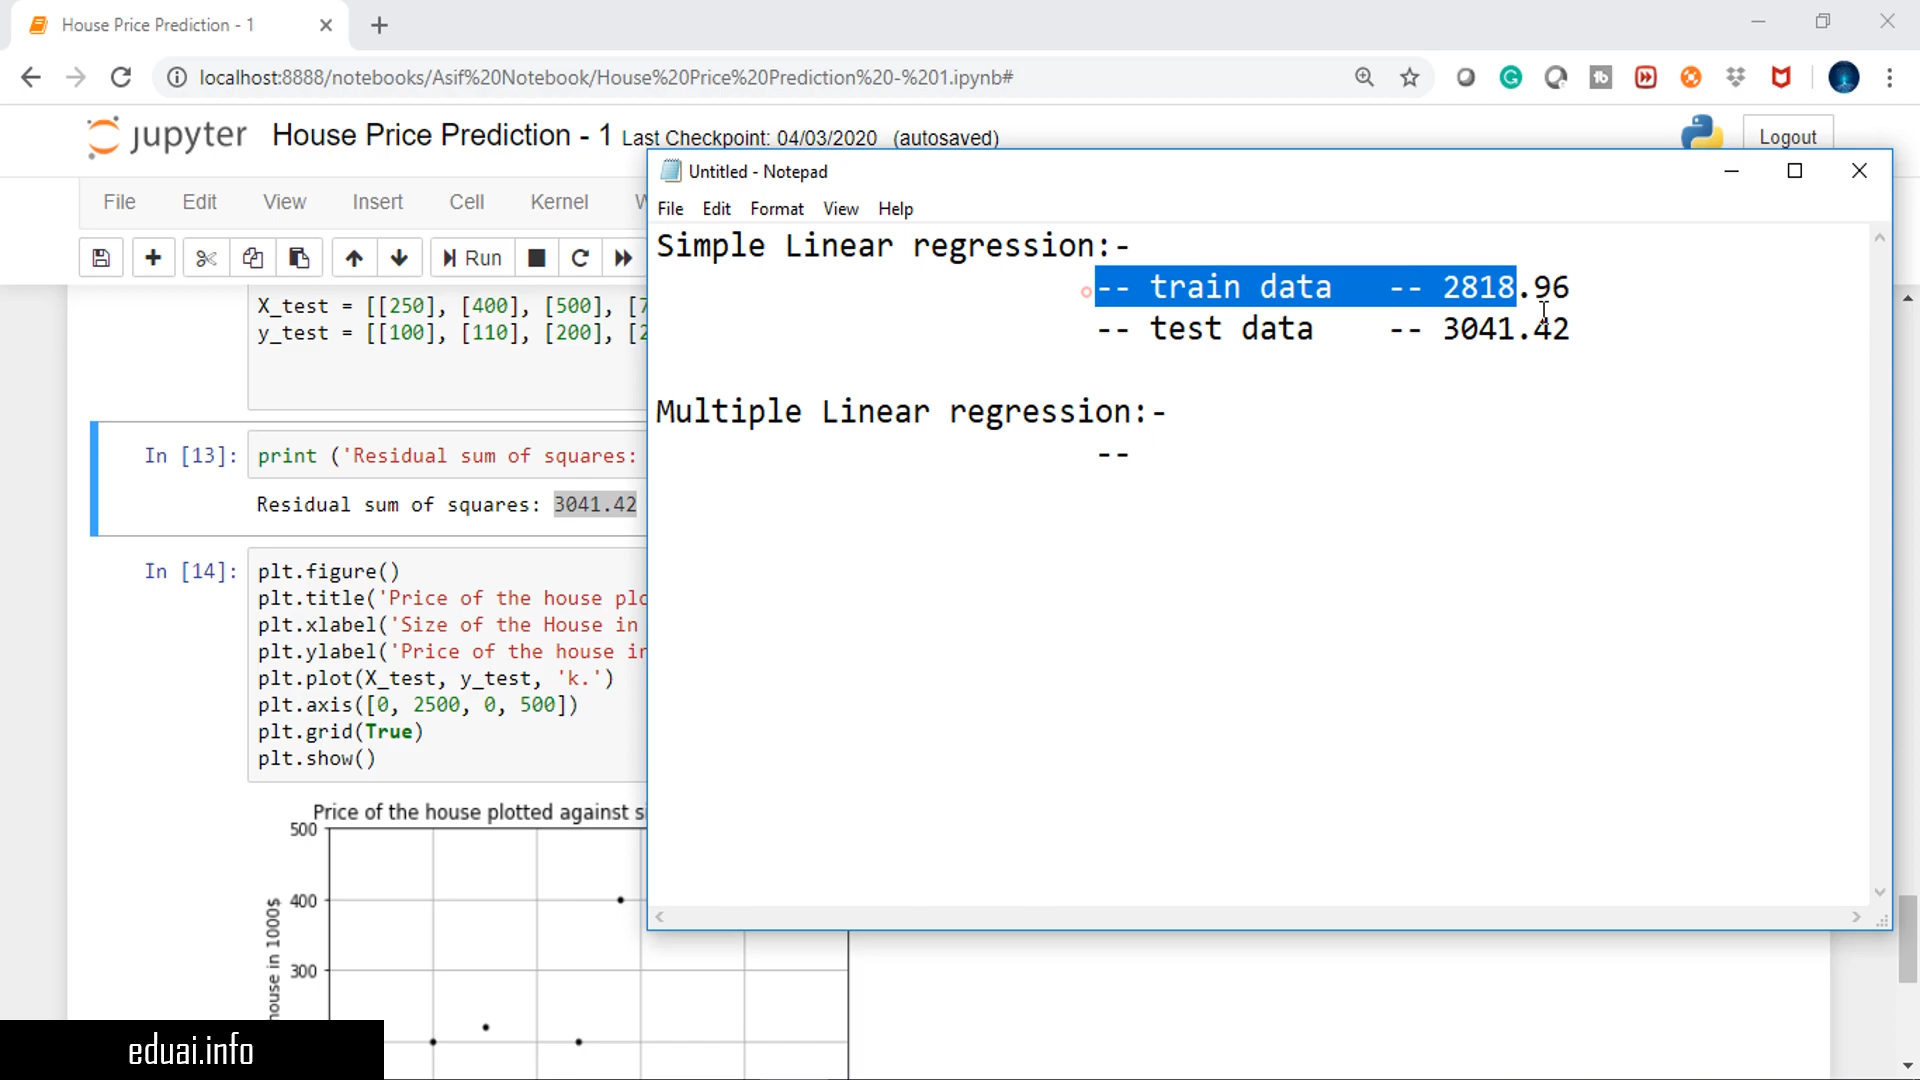 House Price Prediction - 1
localhost:8888/notebooks/Asif%20Notebook/House%20Price%20Prediction%20-%201.ipynb#
jupyter House Price Prediction - 1 Last Checkpoint: 04/03/2020 (autosaved)
Logout
File Edit View Insert Cell Kernel W
Run
X_test = [[250], [400], [500], [7
y_test = [[100], [110], [200], [2
In [13]: print ('Residual sum of squares:
Residual sum of squares: 3041.42
In [14]: plt.figure()
plt.title('Price of the house plo
plt.xlabel('Size of the House in
plt.ylabel('Price of the house in
plt.plot(X_test, y_test, 'k.')
plt.axis([0, 2500, 0, 500])
plt.grid(True)
plt.show()
Price of the house plotted against si
500
400
300
house in 1000$
Untitled - Notepad
File Edit Format View Help
Simple Linear regression:-
-- train data -- 2818.96
-- test data -- 3041.42
Multiple Linear regression:-
--
eduai.info